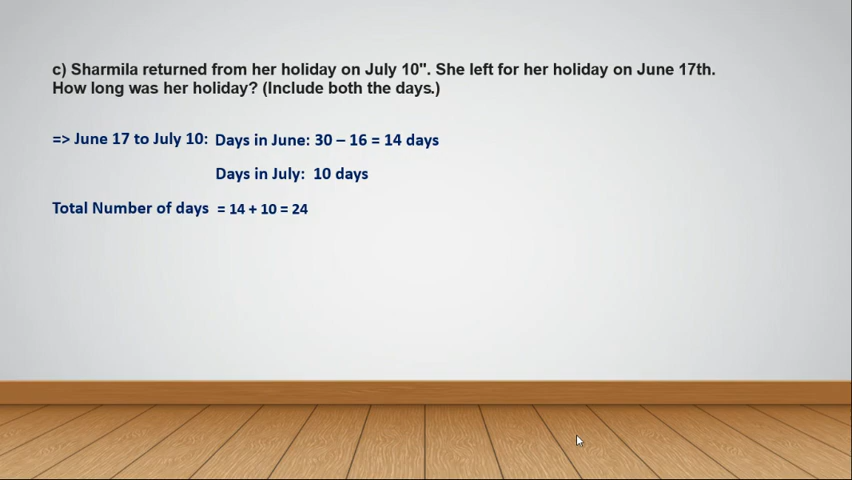 c) Sharmila returned from her holiday on July 10". She left for her holiday on June 17th.
How long was her holiday? (Include both the days.)
=> June 17 to July 10: Days in June: 30 – 16 = 14 days
Days in July: 10 days
Total Number of days = 14 + 10 = 24